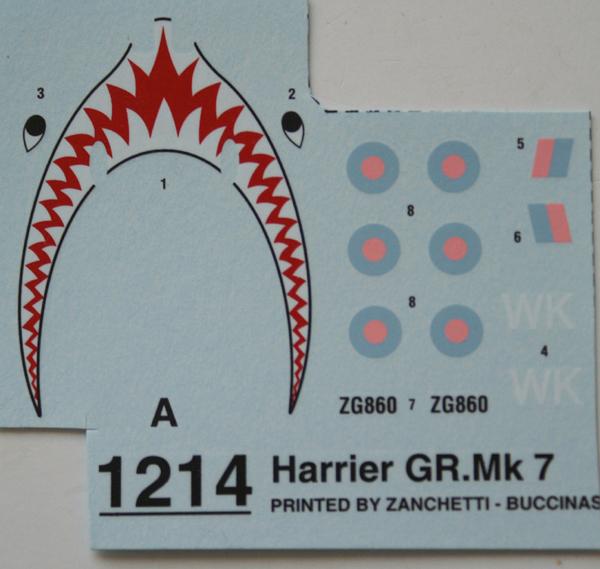 3
2
1
5
8
6
8
WK
4
WK
ZG860 7 ZG860
A
1214
Harrier GR.Mk 7
PRINTED BY ZANCHETTI - BUCCINAS